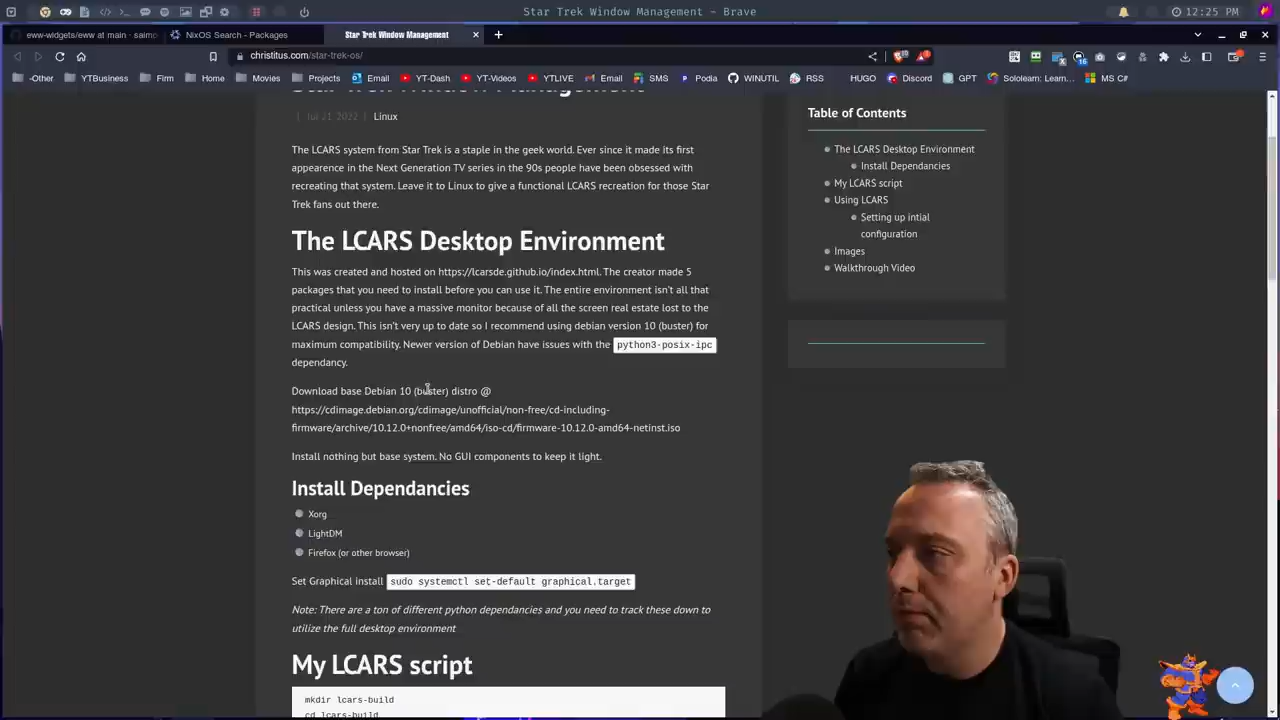 Star Trek Window Management - Brave
12:25 PM
eww-widgets/eww at main · saimo
NixOS Search - Packages
Star Trek Window Management
christitus.com/star-trek-os/
-Other
YTBusiness
Firm
Home
Movies
Projects
Email
YT-Dash
YT-Videos
YTLIVE
Email
SMS
Podia
WINUTIL
RSS
HUGO
Discord
GPT
Sololearn: Learn...
MS C#
Star Trek Window Management
| Jul 21, 2022 | Linux
The LCARS system from Star Trek is a staple in the geek world. Ever since it made its first
appearence in the Next Generation TV series in the 90s people have been obsessed with
recreating that system. Leave it to Linux to give a functional LCARS recreation for those Star
Trek fans out there.
The LCARS Desktop Environment
This was created and hosted on https://lcarsde.github.io/index.html. The creator made 5
packages that you need to install before you can use it. The entire environment isn't all that
practical unless you have a massive monitor because of all the screen real estate lost to the
LCARS design. This isn't very up to date so I recommend using debian version 10 (buster) for
maximum compatibility. Newer version of Debian have issues with the python3-posix-ipc
dependancy.
Download base Debian 10 (buster) distro @
https://cdimage.debian.org/cdimage/unofficial/non-free/cd-including-
firmware/archive/10.12.0+nonfree/amd64/iso-cd/firmware-10.12.0-amd64-netinst.iso
Install nothing but base system. No GUI components to keep it light.
Install Dependancies
Xorg
LightDM
Firefox (or other browser)
Set Graphical install sudo systemctl set-default graphical.target
Note: There are a ton of different python dependancies and you need to track these down to
utilize the full desktop environment
My LCARS script
mkdir lcars-build
cd lcars-build
Table of Contents
The LCARS Desktop Environment
Install Dependancies
My LCARS script
Using LCARS
Setting up intial
configuration
Images
Walkthrough Video